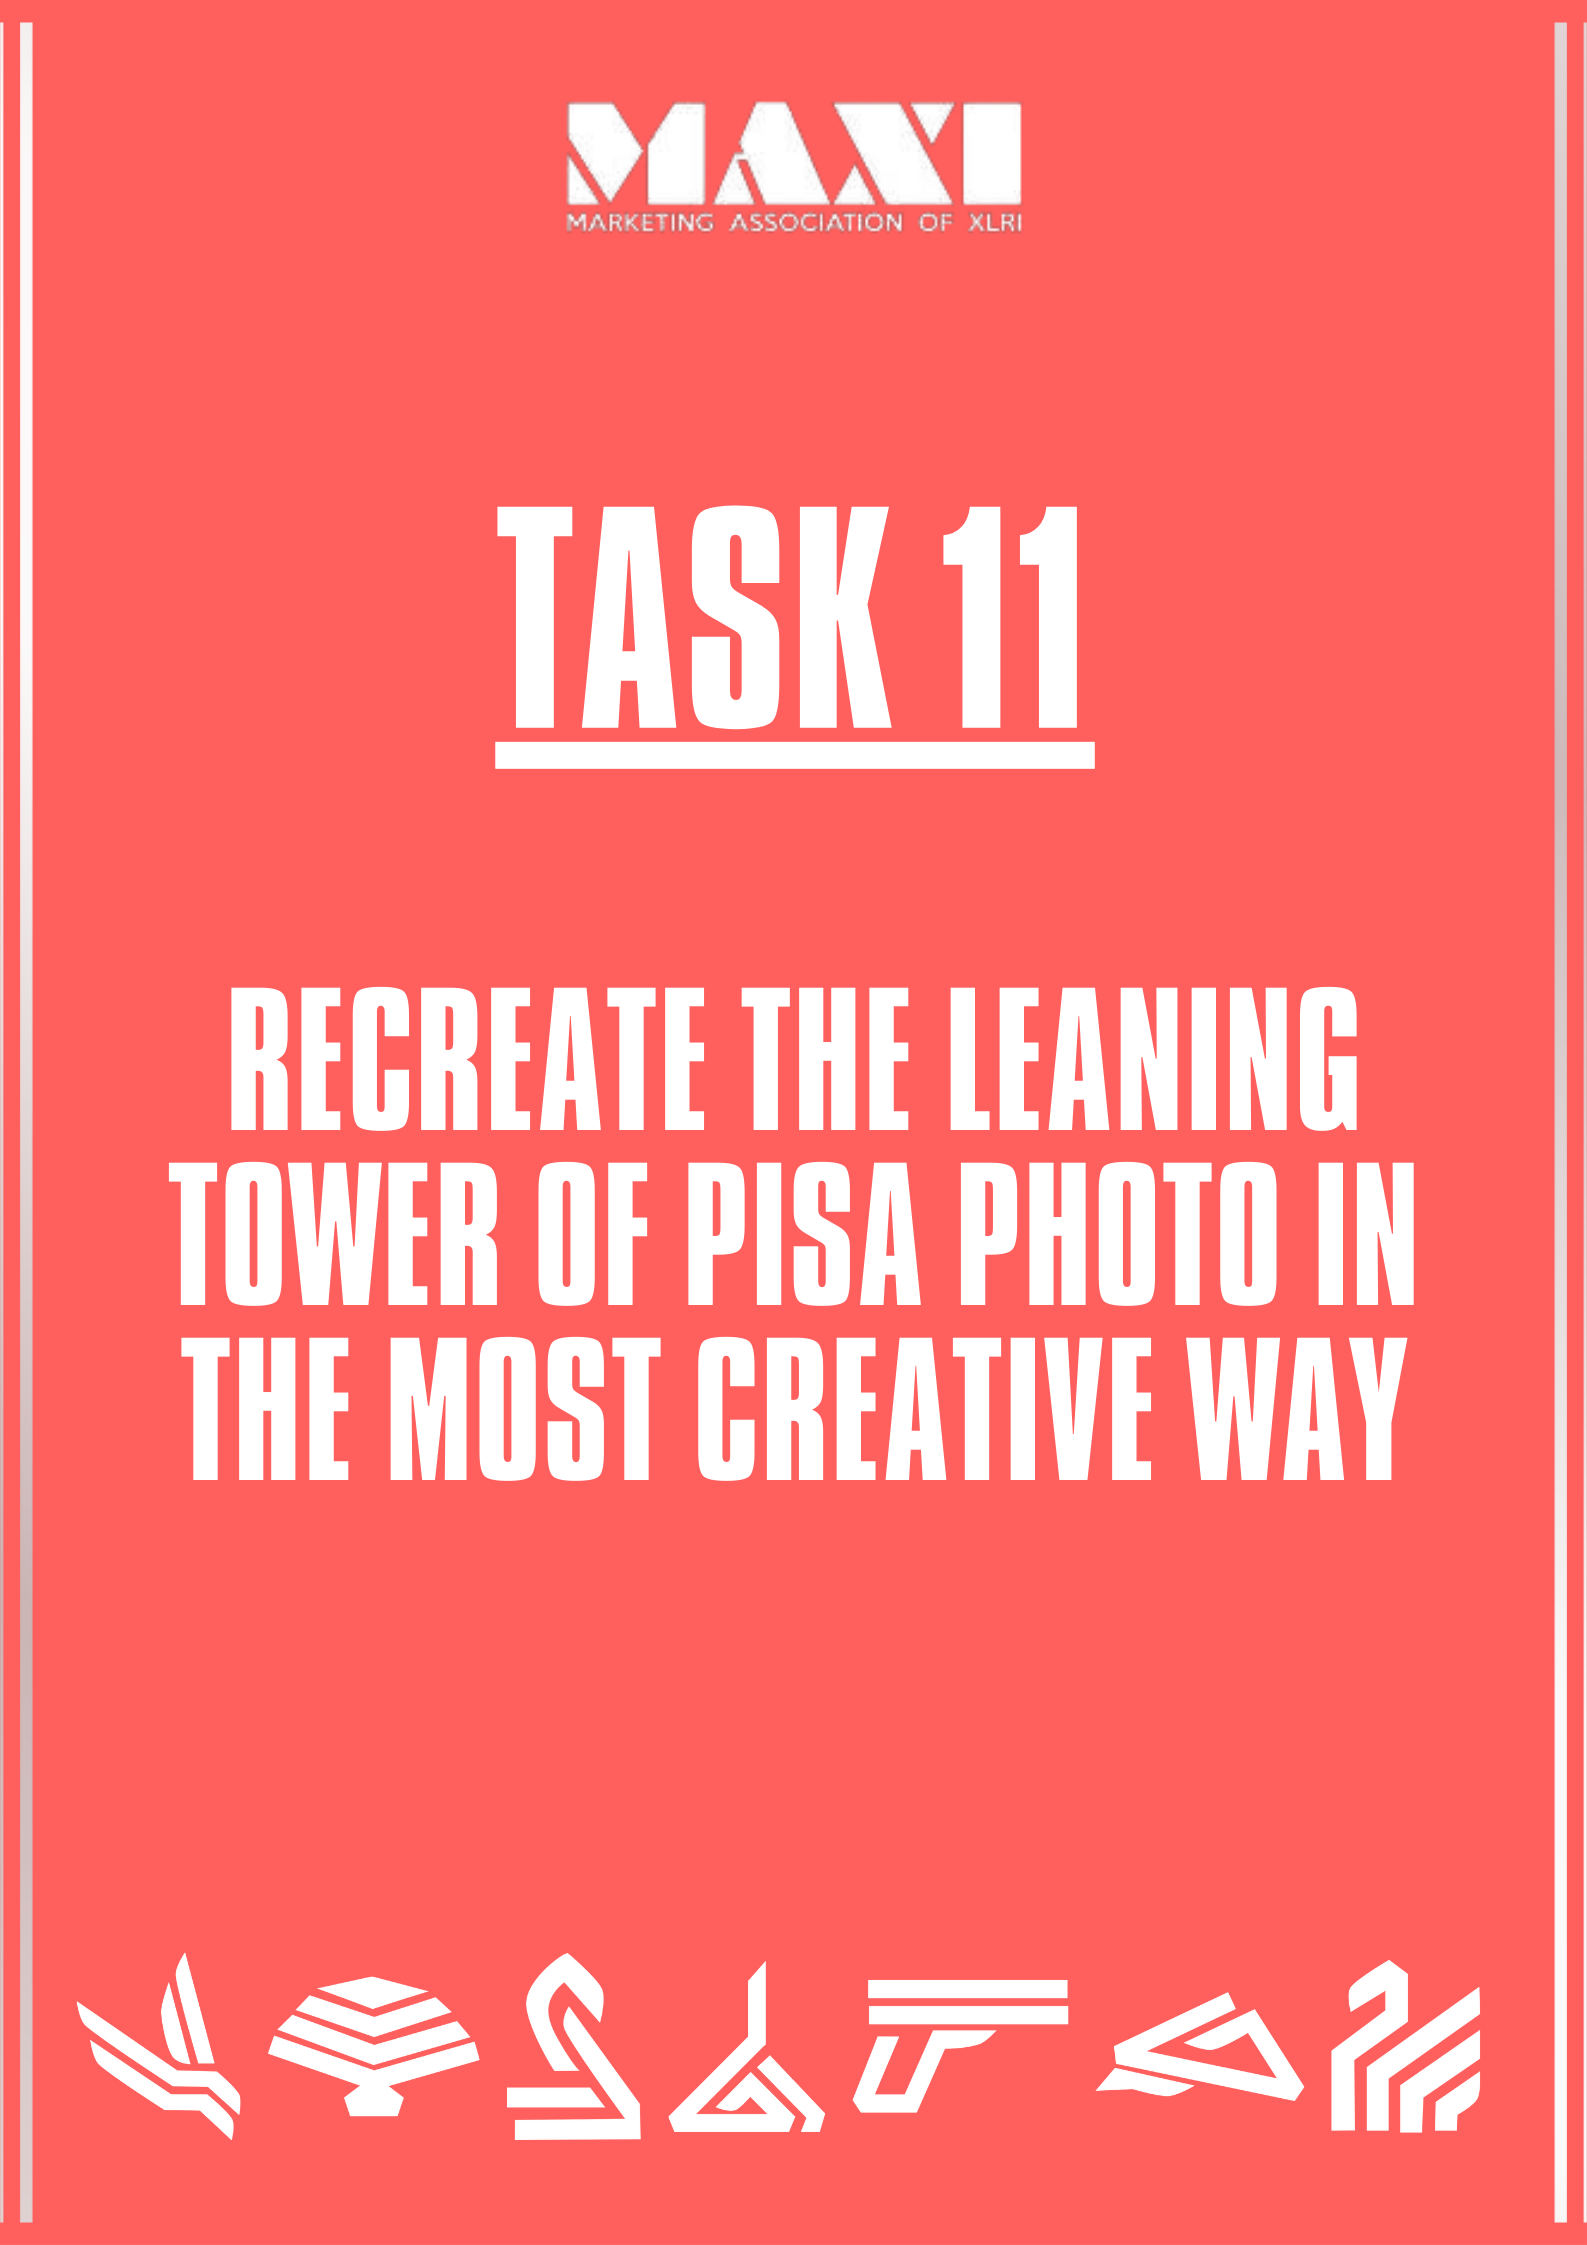 MAXI
MARKETING ASSOCIATION OF XLRI
TASK 11
RECREATE THE LEANING
TOWER OF PISA PHOTO IN
THE MOST CREATIVE WAY